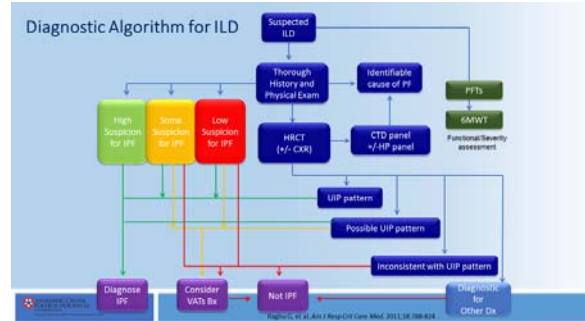 Diagnostic Algorithm for ILD
Suspected
ILD
Thorough
History and
Physical Exam
Identifiable
cause of PF
PFTs
6MWT
Functional/Severity
assessment
High
Suspicion
for IPF
Some
Suspicion
for IPF
Low
Suspicion
for IPF
HRCT
(+/- CXR)
CTD panel
+/-HP panel
UIP pattern
Possible UIP pattern
Inconsistent with UIP pattern
Diagnose
IPF
Consider
VATs Bx
Not IPF
Diagnostic
for
Other Dx
Raghu G, et al. Am J Resp Crit Care Med. 2011;18:788-824